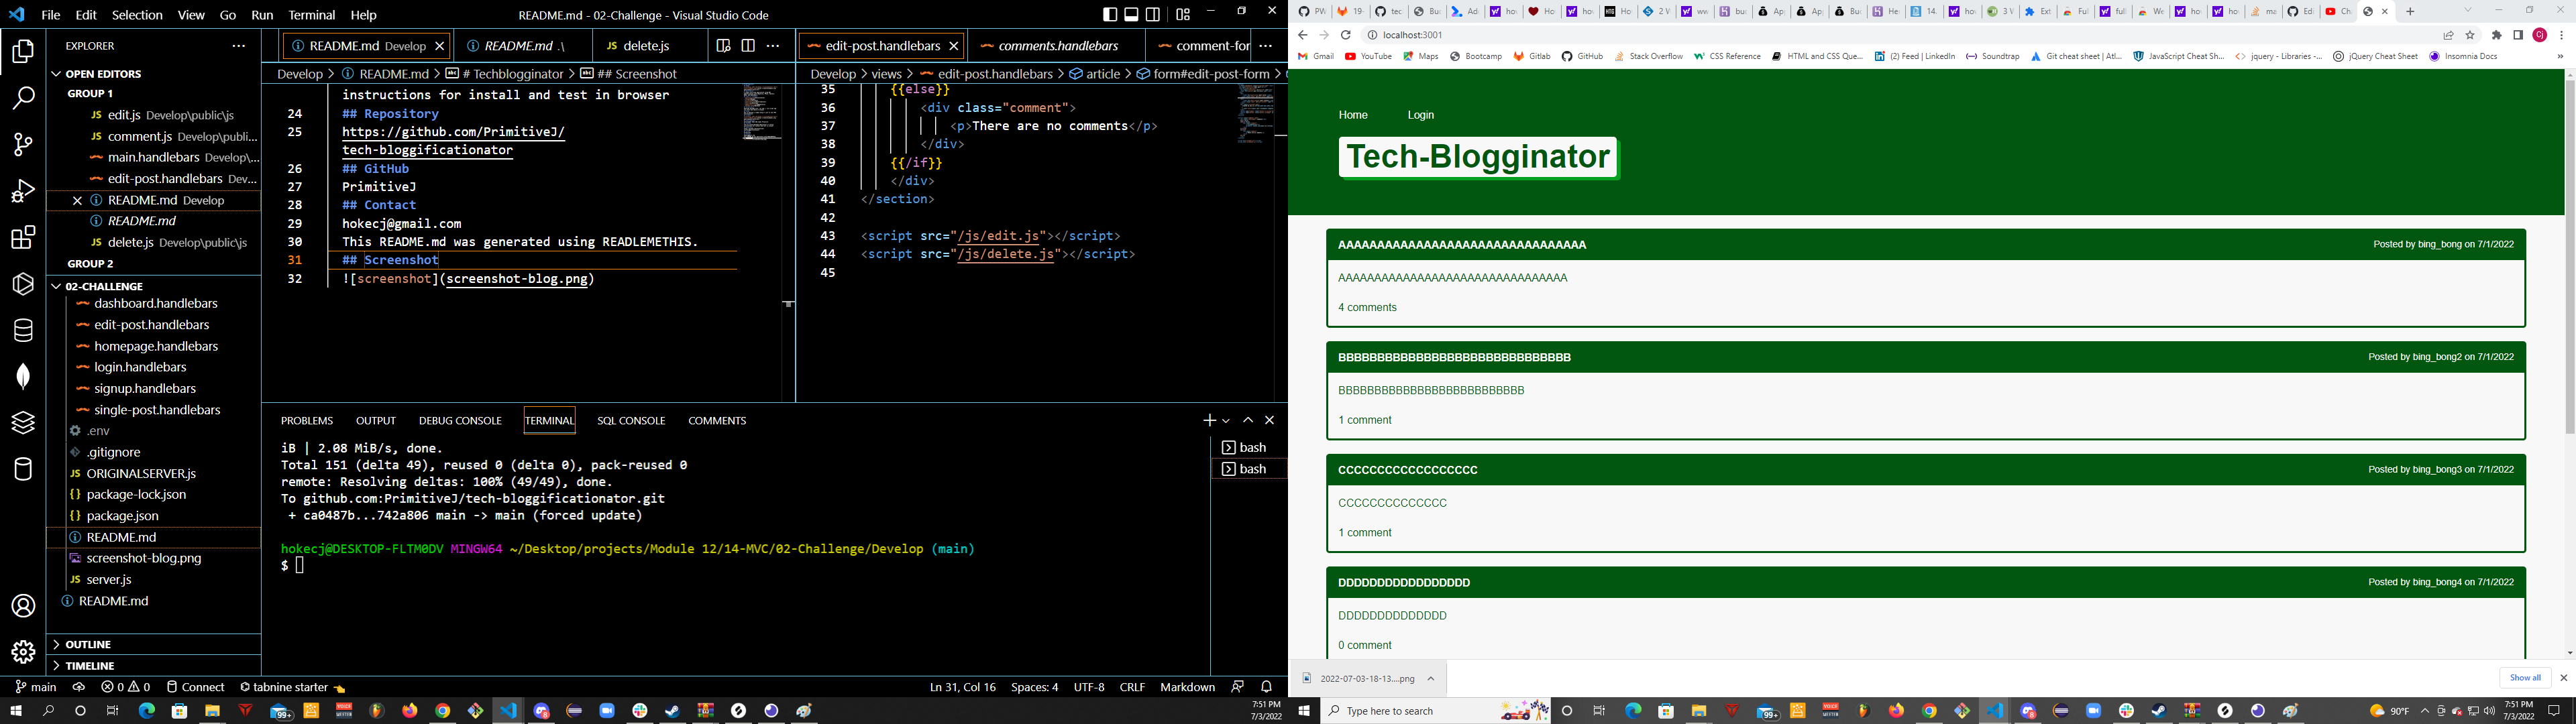 File Edit Selection View Go Run Terminal Help
README.md - 02-Challenge - Visual Studio Code
EXPLORER
OPEN EDITORS
GROUP 1
JS edit.js Develop\public\js
JS comment.js Develop\publi...
main.handlebars Develop\...
edit-post.handlebars Dev...
README.md Develop
README.md
JS delete.js Develop\public\js
GROUP 2
02-CHALLENGE
dashboard.handlebars
edit-post.handlebars
homepage.handlebars
login.handlebars
signup.handlebars
single-post.handlebars
.env
.gitignore
JS ORIGINALSERVER.js
{} package-lock.json
{} package.json
README.md
screenshot-blog.png
JS server.js
README.md
OUTLINE
TIMELINE
README.md Develop
README.md .\
JS delete.js
Develop > README.md > # Techblogginator > ## Screenshot
instructions for install and test in browser
24 ## Repository
25 https://github.com/PrimitiveJ/
tech-bloggificationator
26 ## GitHub
27 PrimitiveJ
28 ## Contact
29 hokecj@gmail.com
30 This README.md was generated using READLEMETHIS.
31 ## Screenshot
32 ![screenshot](screenshot-blog.png)
edit-post.handlebars
comments.handlebars
comment-for
Develop > views > edit-post.handlebars > article > form#edit-post-form >
35 {{else}}
36 <div class="comment">
37 <p>There are no comments</p>
38 </div>
39 {{/if}}
40 </div>
41 </section>
42
43 <script src="/js/edit.js"></script>
44 <script src="/js/delete.js"></script>
45
PROBLEMS OUTPUT DEBUG CONSOLE TERMINAL SQL CONSOLE COMMENTS
iB | 2.08 MiB/s, done.
Total 151 (delta 49), reused 0 (delta 0), pack-reused 0
remote: Resolving deltas: 100% (49/49), done.
To github.com:PrimitiveJ/tech-bloggificationator.git
+ ca0487b...742a806 main -> main (forced update)
hokecj@DESKTOP-FLTM0DV MINGW64 ~/Desktop/projects/Module 12/14-MVC/02-Challenge/Develop (main)
$
bash
bash
main 0 0 Connect tabnine starter
Ln 31, Col 16 Spaces: 4 UTF-8 CRLF Markdown
7:51 PM
7/3/2022
localhost:3001
Gmail YouTube Maps Bootcamp Gitlab GitHub Stack Overflow CSS Reference HTML and CSS Que... (2) Feed | LinkedIn Soundtrap Git cheat sheet | Atl... JavaScript Cheat Sh... jquery - Libraries -... jQuery Cheat Sheet Insomnia Docs
Home Login
Tech-Blogginator
AAAAAAAAAAAAAAAAAAAAAAAAAAAAAAAA Posted by bing_bong on 7/1/2022
AAAAAAAAAAAAAAAAAAAAAAAAAAAAAAAA
4 comments
BBBBBBBBBBBBBBBBBBBBBBBBBBBBBB Posted by bing_bong2 on 7/1/2022
BBBBBBBBBBBBBBBBBBBBBBBBBB
1 comment
CCCCCCCCCCCCCCCCCC Posted by bing_bong3 on 7/1/2022
CCCCCCCCCCCCCC
1 comment
DDDDDDDDDDDDDDDDD Posted by bing_bong4 on 7/1/2022
DDDDDDDDDDDDDD
0 comment
2022-07-03-18-13....png
Show all
Type here to search
90°F
7:51 PM
7/3/2022